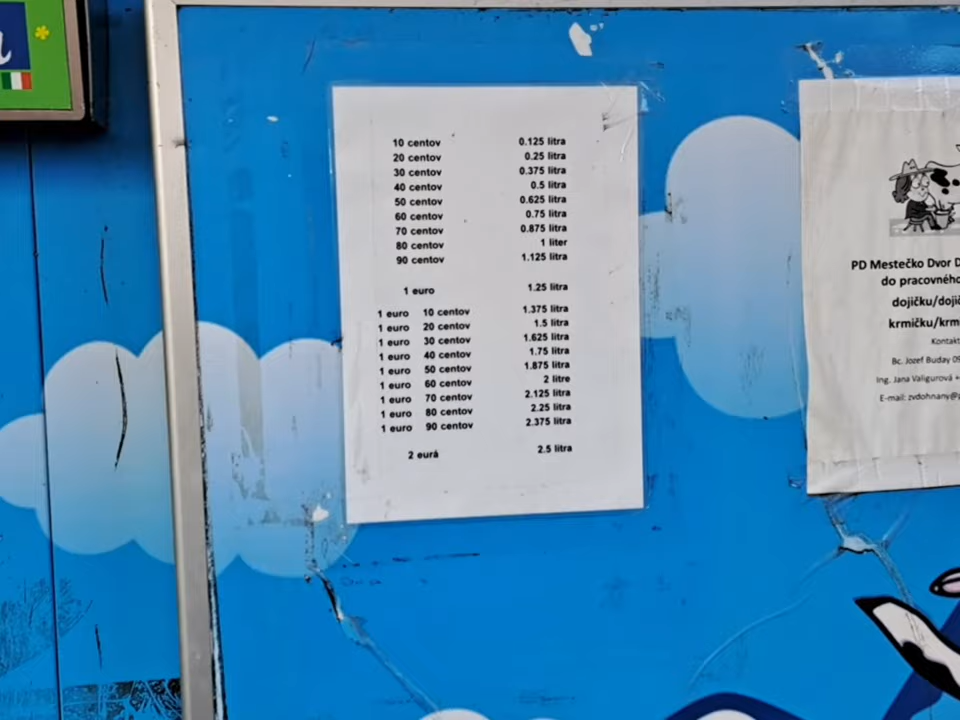 10 centov 0.125 litra
20 centov 0.25 litra
30 centov 0.375 litra
40 centov 0.5 litra
50 centov 0.625 litra
60 centov 0.75 litra
70 centov 0.875 litra
80 centov 1 liter
90 centov 1.125 litra
1 euro 1.25 litra
1 euro 10 centov 1.375 litra
1 euro 20 centov 1.5 litra
1 euro 30 centov 1.625 litra
1 euro 40 centov 1.75 litra
1 euro 50 centov 1.875 litra
1 euro 60 centov 2 litre
1 euro 70 centov 2.125 litra
1 euro 80 centov 2.25 litra
1 euro 90 centov 2.375 litra
2 eurá 2.5 litra
PD Mestečko Dvor
do pracovného
dojičku/
krmičku/
Kontakt
Bc. Jozef Buday 09
Ing. Jana Valigurová +
E-mail: zvdohnany@